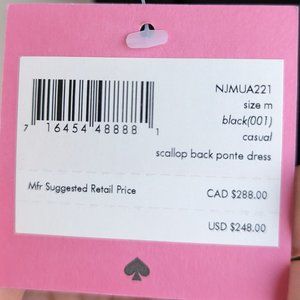 NJMUA221
size m
black(001)
casual
scallop back ponte dress
7 16454 48888 1
Mfr Suggested Retail Price CAD $288.00
USD $248.00